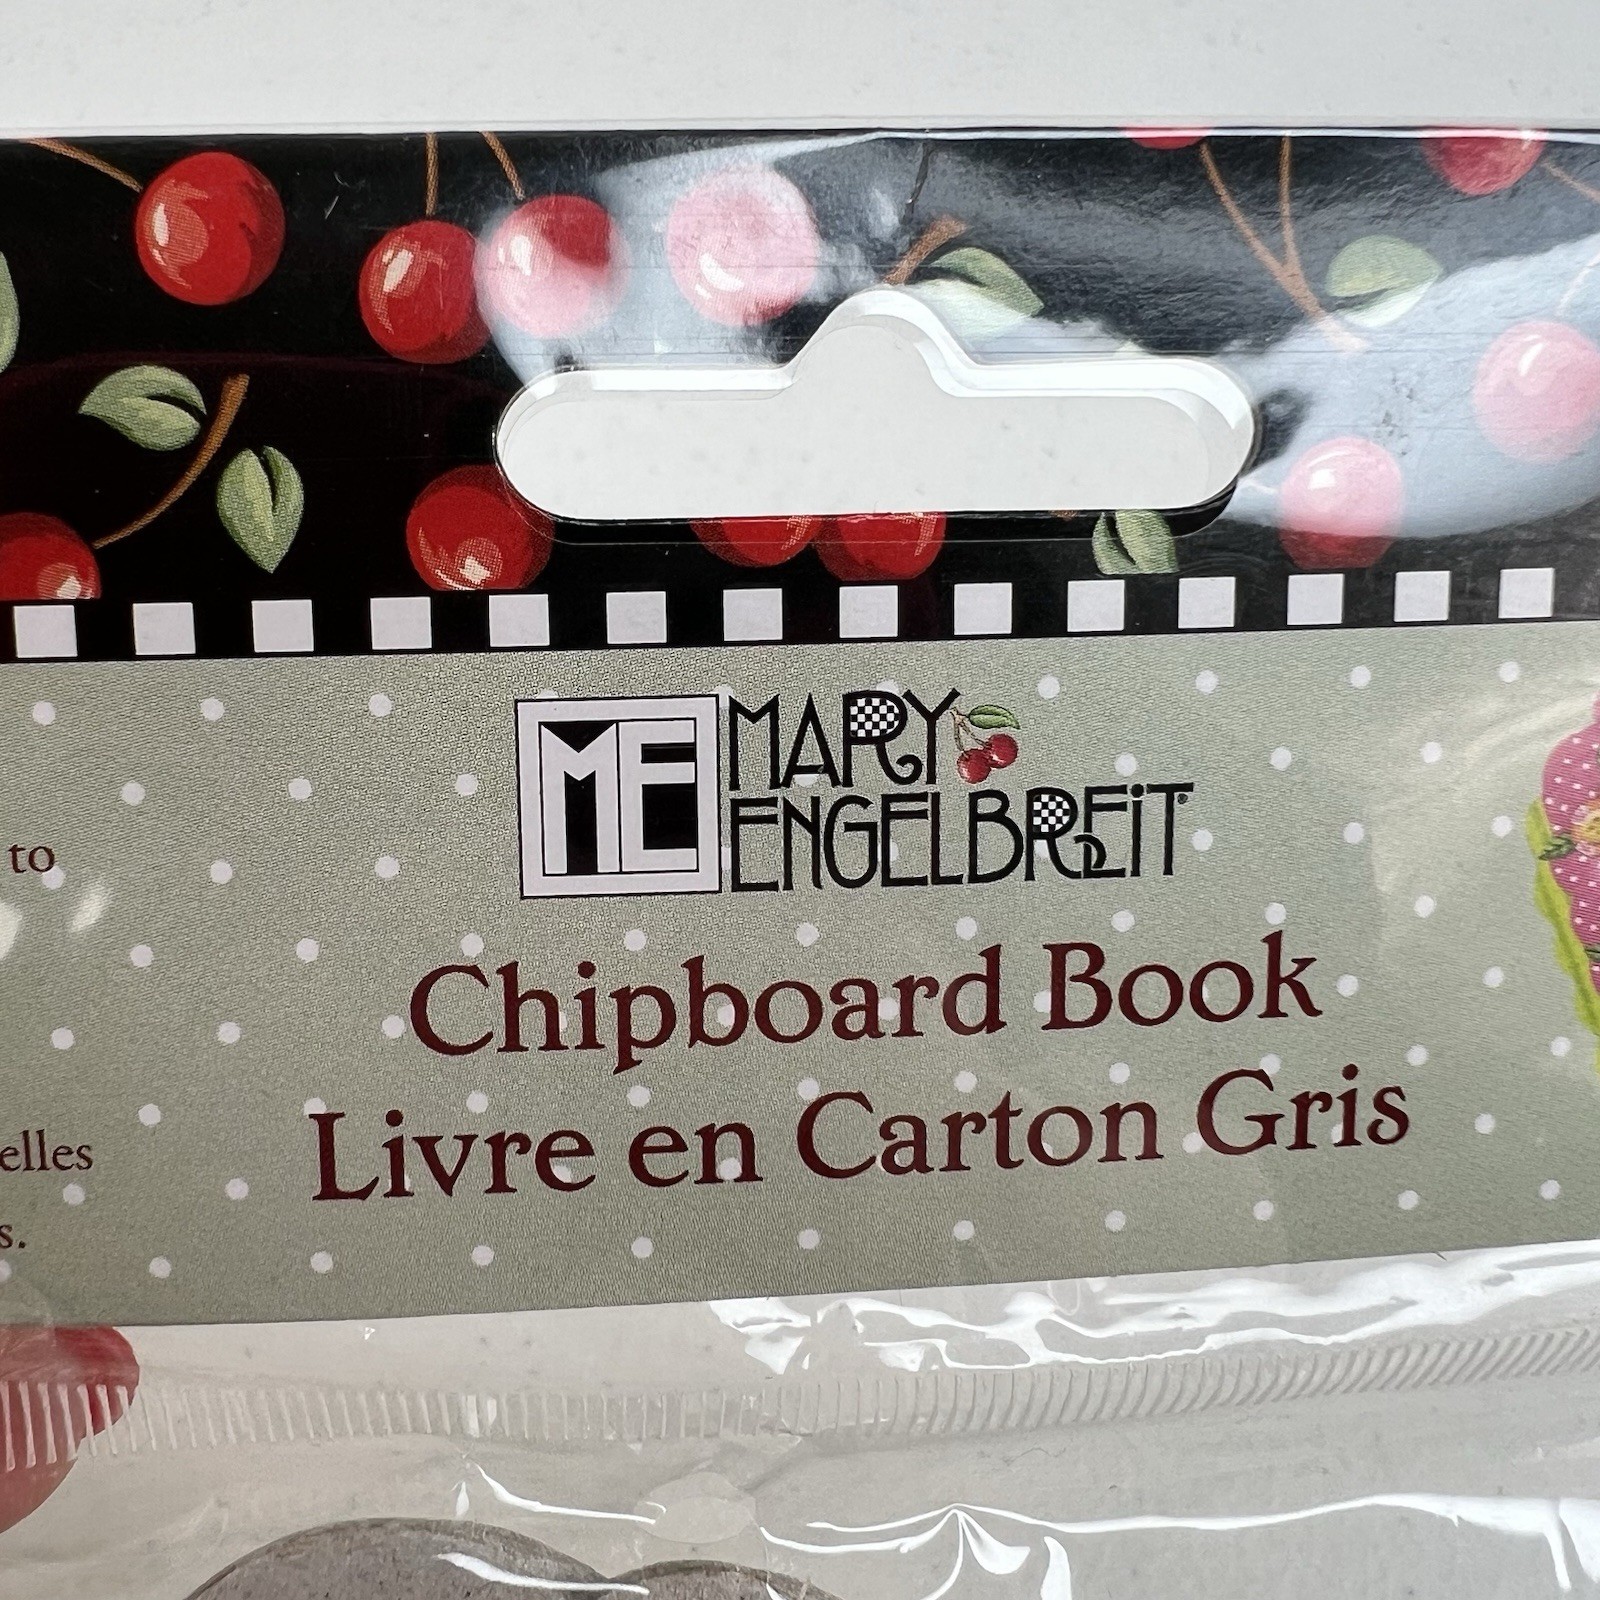 ME MARY
ENGELBREiT
to
Chipboard Book
Livre en Carton Gris
elles
s.